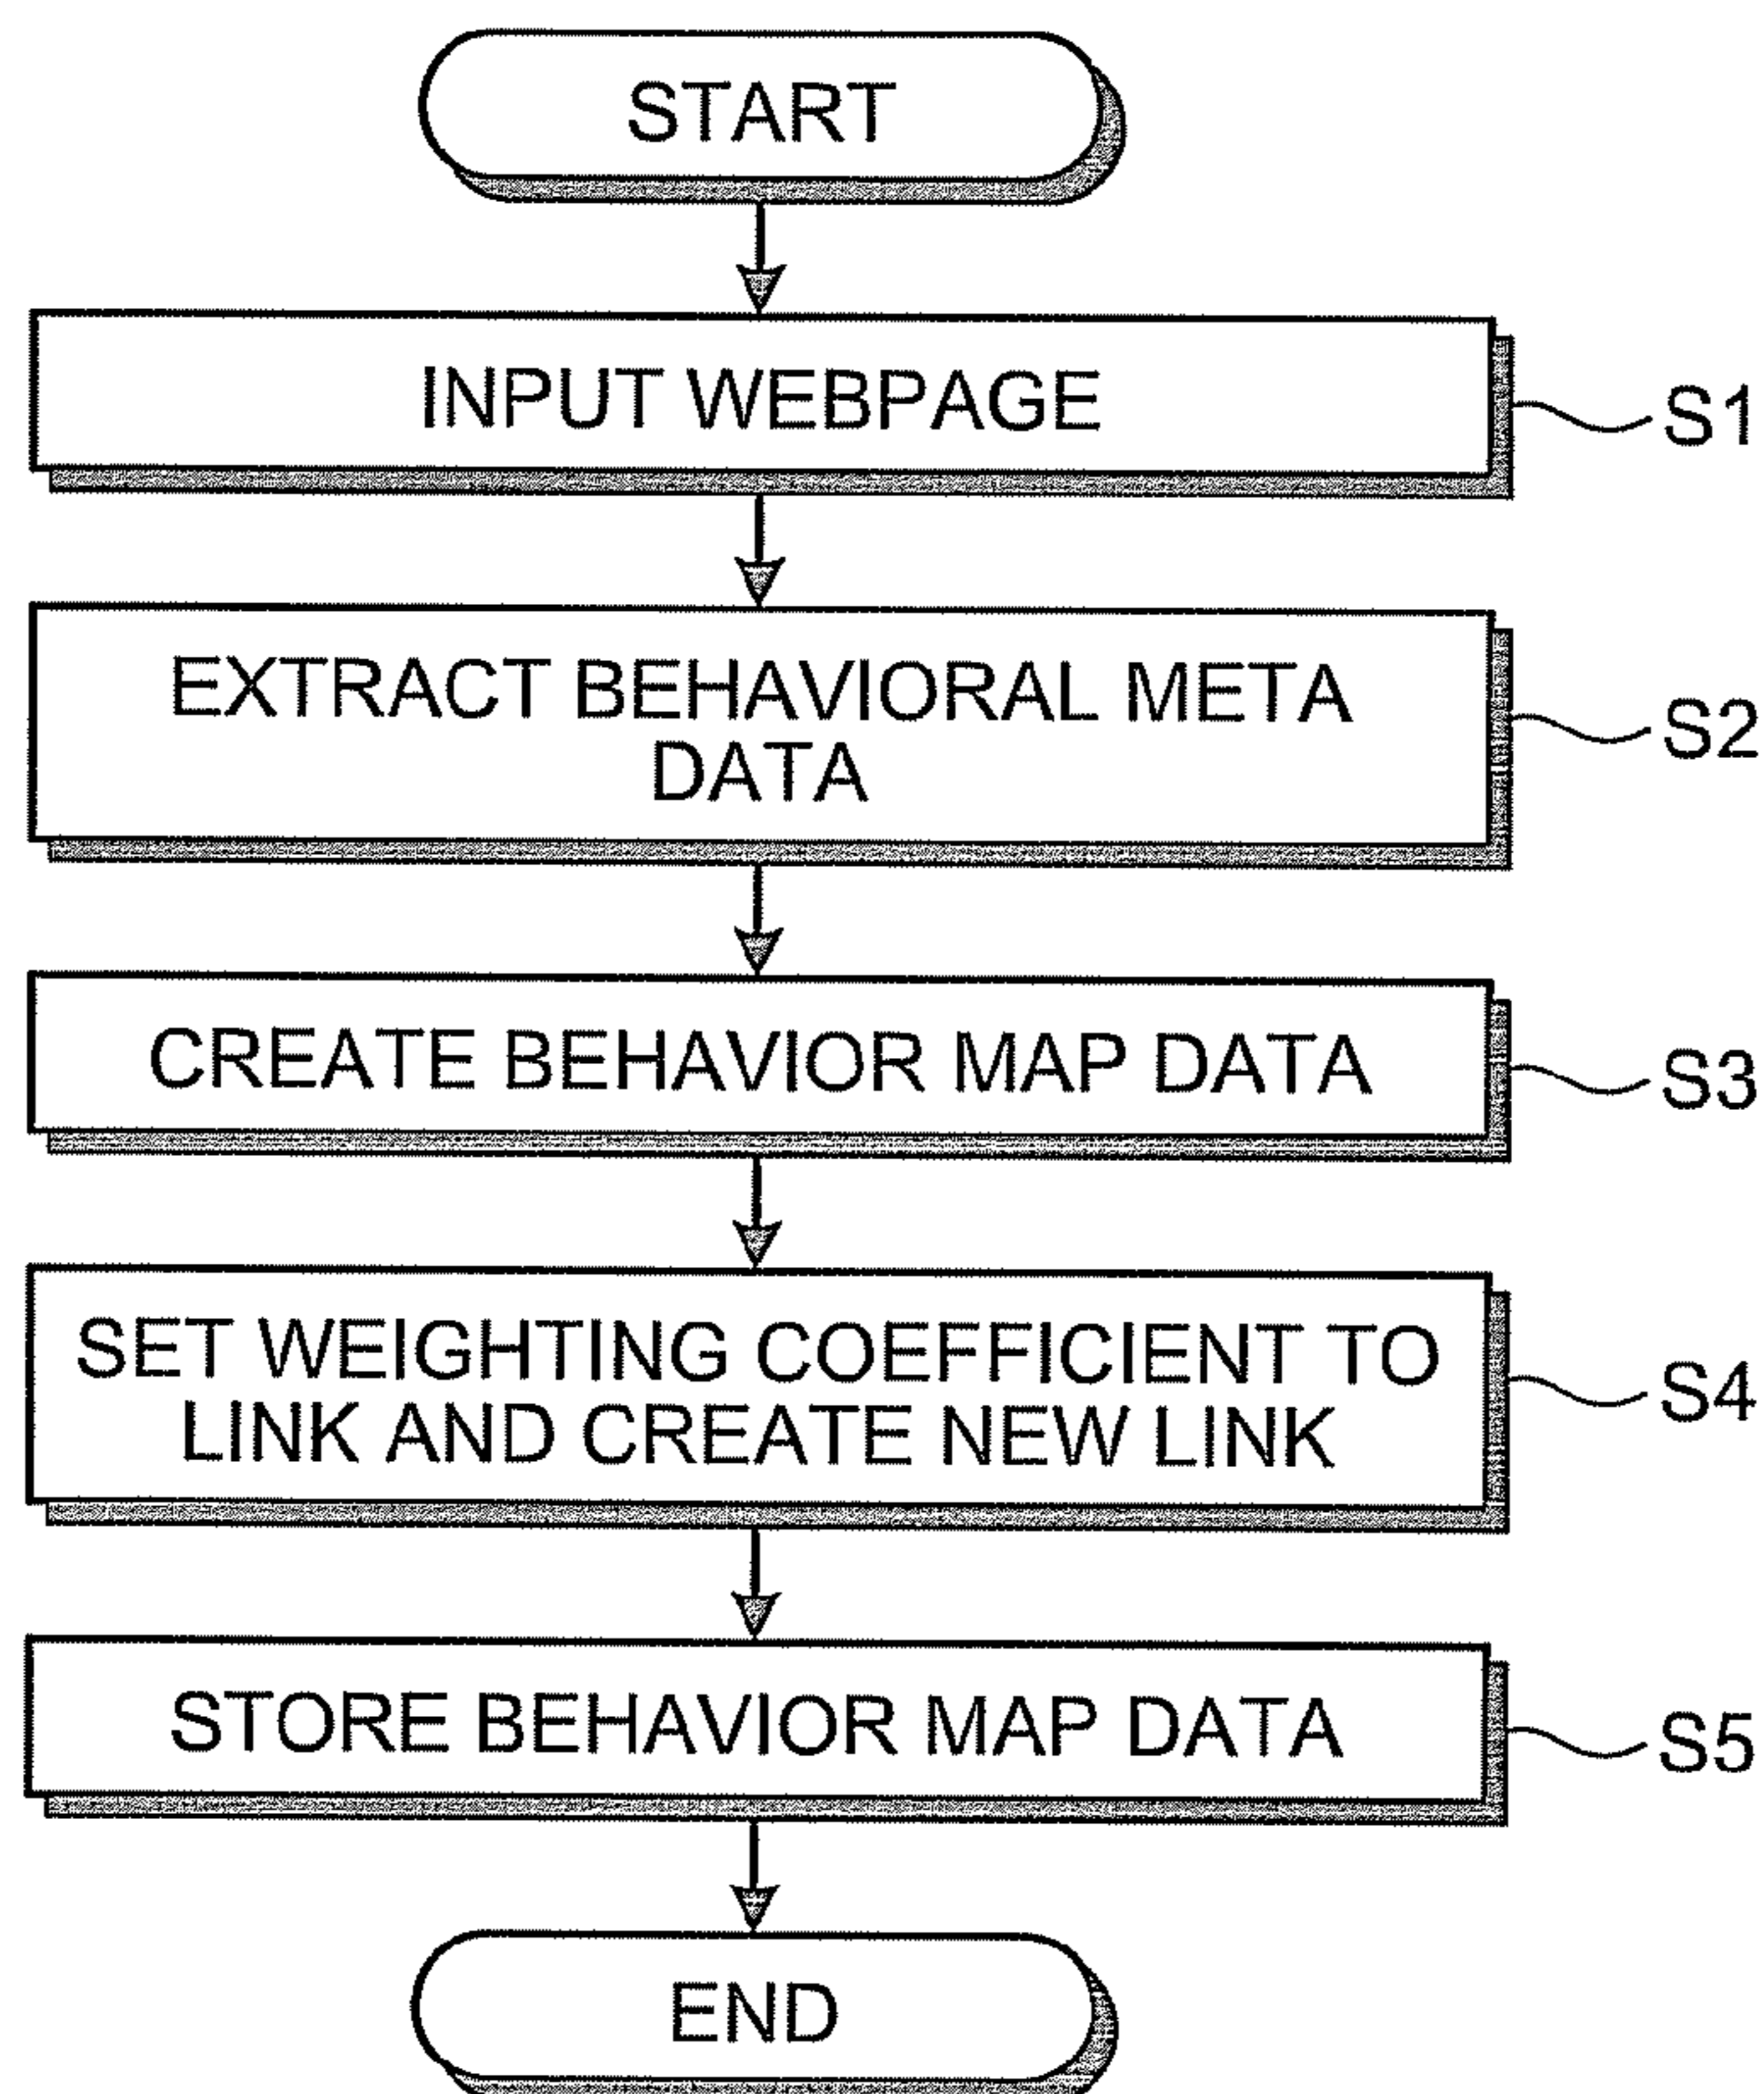 START
INPUT WEBPAGE
S1
EXTRACT BEHAVIORAL META
DATA
S2
CREATE BEHAVIOR MAP DATA
S3
SET WEIGHTING COEFFICIENT TO
LINK AND CREATE NEW LINK
S4
STORE BEHAVIOR MAP DATA
S5
END